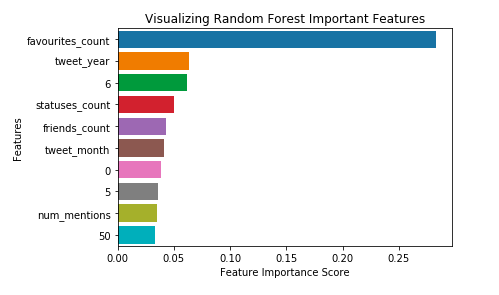 Visualizing Random Forest Important Features
Features
favourites_count
tweet_year
6
statuses_count
friends_count
tweet_month
0
5
num_mentions
50
0.00 0.05 0.10 0.15 0.20 0.25
Feature Importance Score